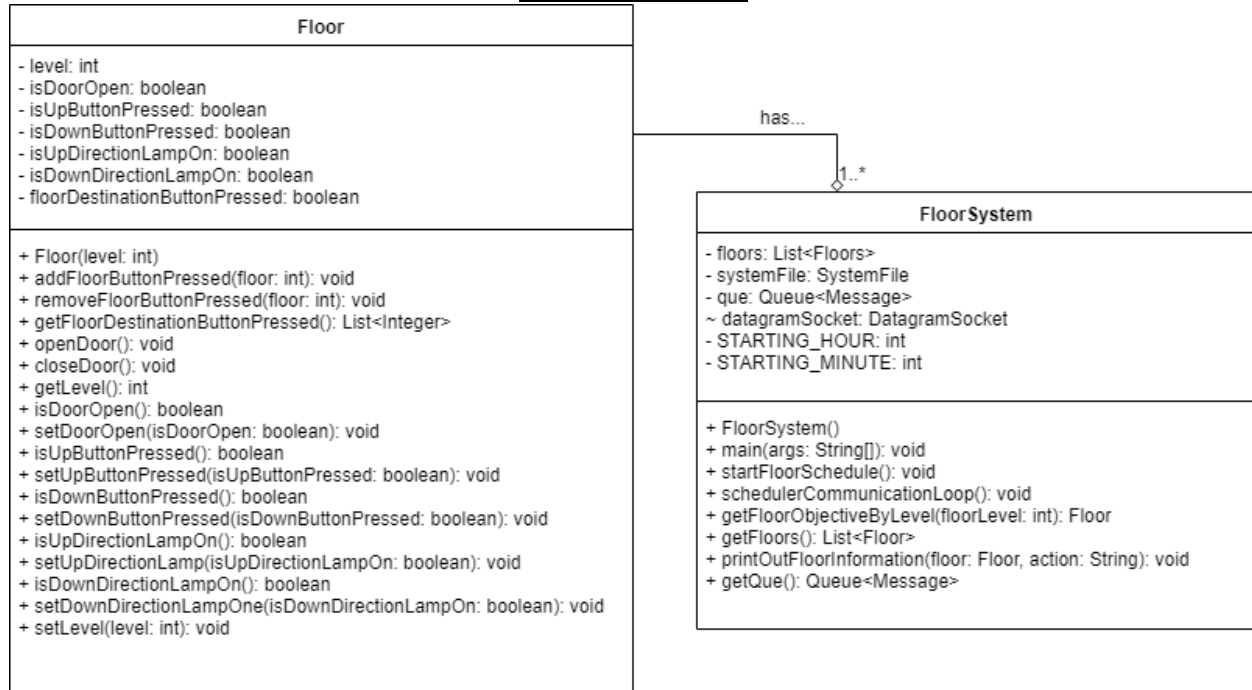 Floor
- level: int
- isDoorOpen: boolean
- isUpButtonPressed: boolean
- isDownButtonPressed: boolean
- isUpDirectionLampOn: boolean
- isDownDirectionLampOn: boolean
- floorDestinationButtonPressed: boolean
+ Floor(level: int)
+ addFloorButtonPressed(floor: int): void
+ removeFloorButtonPressed(floor: int): void
+ getFloorDestinationButtonPressed(): List<Integer>
+ openDoor(): void
+ closeDoor(): void
+ getLevel(): int
+ isDoorOpen(): boolean
+ setDoorOpen(isDoorOpen: boolean): void
+ isUpButtonPressed(): boolean
+ setUpButtonPressed(isUpButtonPressed: boolean): void
+ isDownButtonPressed(): boolean
+ setDownButtonPressed(isDownButtonPressed: boolean): void
+ isUpDirectionLampOn(): boolean
+ setUpDirectionLamp(isUpDirectionLampOn: boolean): void
+ isDownDirectionLampOn(): boolean
+ setDownDirectionLampOne(isDownDirectionLampOn: boolean): void
+ setLevel(level: int): void
has...
1..*
FloorSystem
- floors: List<Floors>
- systemFile: SystemFile
- que: Queue<Message>
~ datagramSocket: DatagramSocket
- STARTING_HOUR: int
- STARTING_MINUTE: int
+ FloorSystem()
+ main(args: String[]): void
+ startFloorSchedule(): void
+ schedulerCommunicationLoop(): void
+ getFloorObjectiveByLevel(floorLevel: int): Floor
+ getFloors(): List<Floor>
+ printOutFloorInformation(floor: Floor, action: String): void
+ getQue(): Queue<Message>